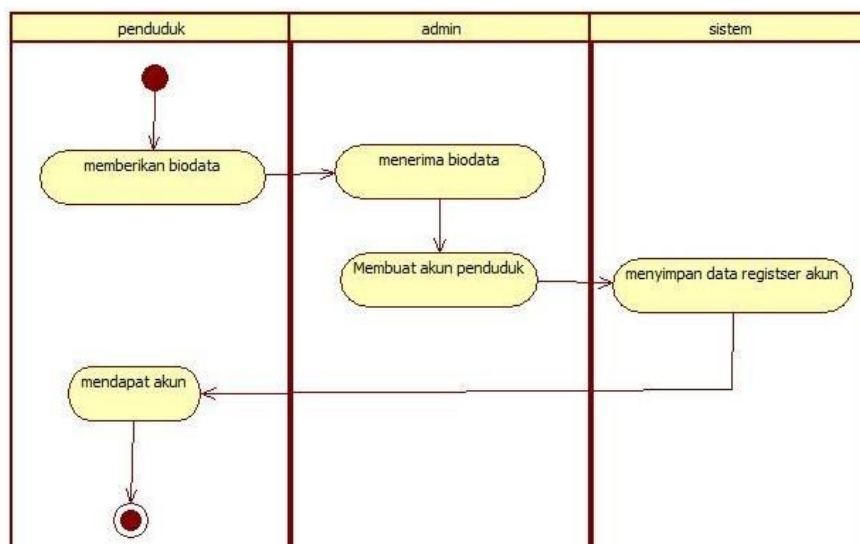 penduduk
admin
sistem
memberikan biodata
menerima biodata
Membuat akun penduduk
menyimpan data registser akun
mendapat akun